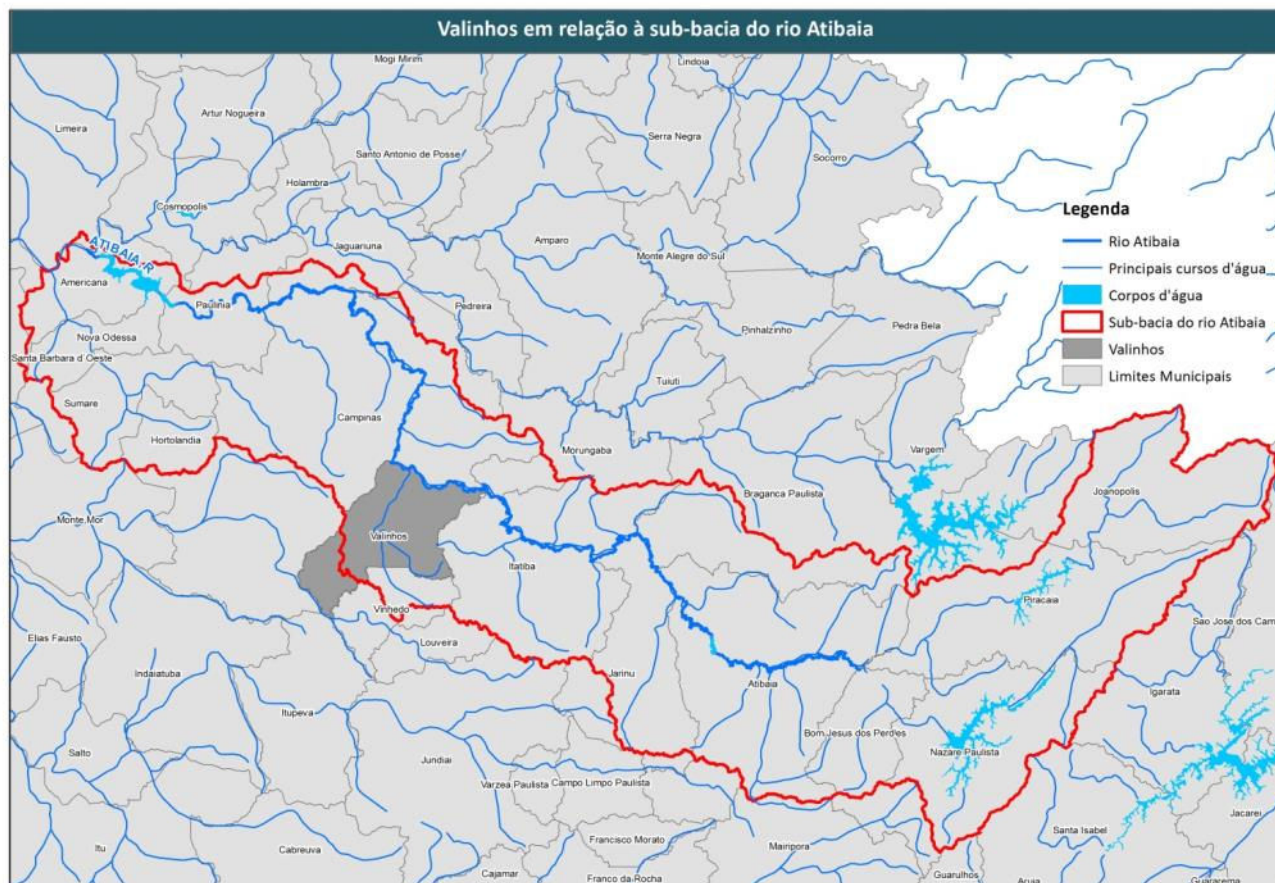 Valinhos em relação à sub-bacia do rio Atibaia
Mogi Mirim
Lindoia
Artur Nogueira
Limeira
Serra Negra
Santo Antonio de Posse
Socorro
Holambra
Cosmopolis
Legenda
Rio Atibaia
Principais cursos d'água
Corpos d'água
Sub-bacia do rio Atibaia
Valinhos
Limites Municipais
ATIBAIA R
Jaguariuna
Amparo
Monte Alegre do Sul
Americana
Paulinia
Pedreira
Nova Odessa
Pinhalzinho
Pedra Bela
Santa Barbara d'Oeste
Tuiuti
Sumare
Campinas
Hortolandia
Morungaba
Vargem
Braganca Paulista
Joanopolis
Monte Mor
Valinhos
Itatiba
Piracaia
Vinhedo
Sao Jose dos Cam
Elias Fausto
Louveira
Indaiatuba
Jarinu
Atibaia
Igarata
Itupeva
Bom Jesus dos Perdes
Nazare Paulista
Salto
Jundiai
Varzea Paulista
Campo Limpo Paulista
Jacarei
Santa Isabel
Francisco Morato
Mairipora
Itu
Cabreuva
Cajamar
Franco da Rocha
Guarulhos
Aruja
Guararema